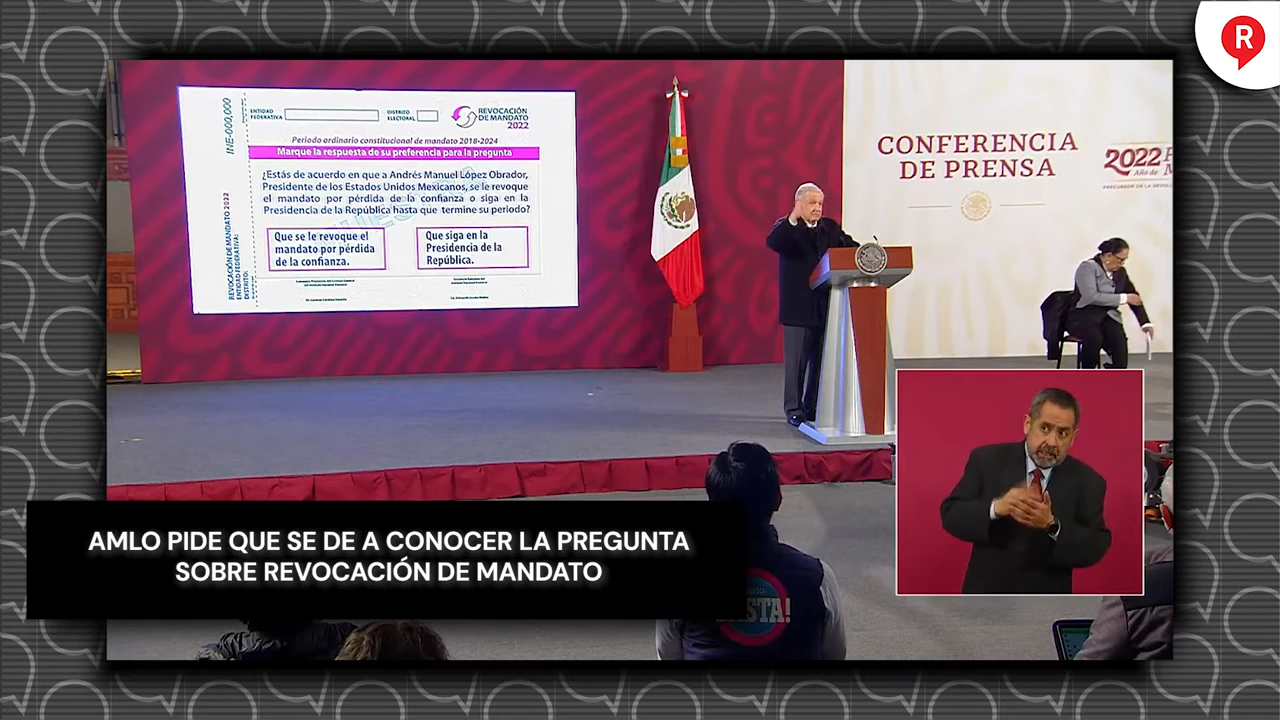 R
INE-000,000
ENTIDAD
FEDERATIVA
DISTRITO
ELECTORAL
REVOCACIÓN
DE MANDATO
2022
Periodo ordinario constitucional de mandato 2018-2024
Marque la respuesta de su preferencia para la pregunta
¿Estás de acuerdo en que a Andrés Manuel López Obrador,
Presidente de los Estados Unidos Mexicanos, se le revoque
el mandato por pérdida de la confianza o siga en la
Presidencia de la República hasta que termine su periodo?
Que se le revoque el
mandato por pérdida
de la confianza.
Que siga en la
Presidencia de la
República.
REVOCACIÓN DE MANDATO 2022
ENTIDAD FEDERATIVA:
DISTRITO:
CONFERENCIA
DE PRENSA
2022
Año de
AMLO PIDE QUE SE DE A CONOCER LA PREGUNTA
SOBRE REVOCACIÓN DE MANDATO